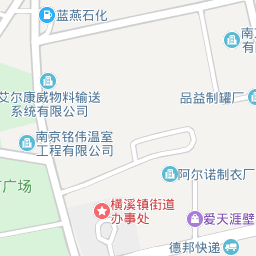 蓝燕石化
南京
艾尔康威物料输送
系统有限公司
品益制罐厂
南京铭伟温室
工程有限公司
阿尔诺制衣厂
广场
横溪镇街道
办事处
爱天涯壁
德邦快递